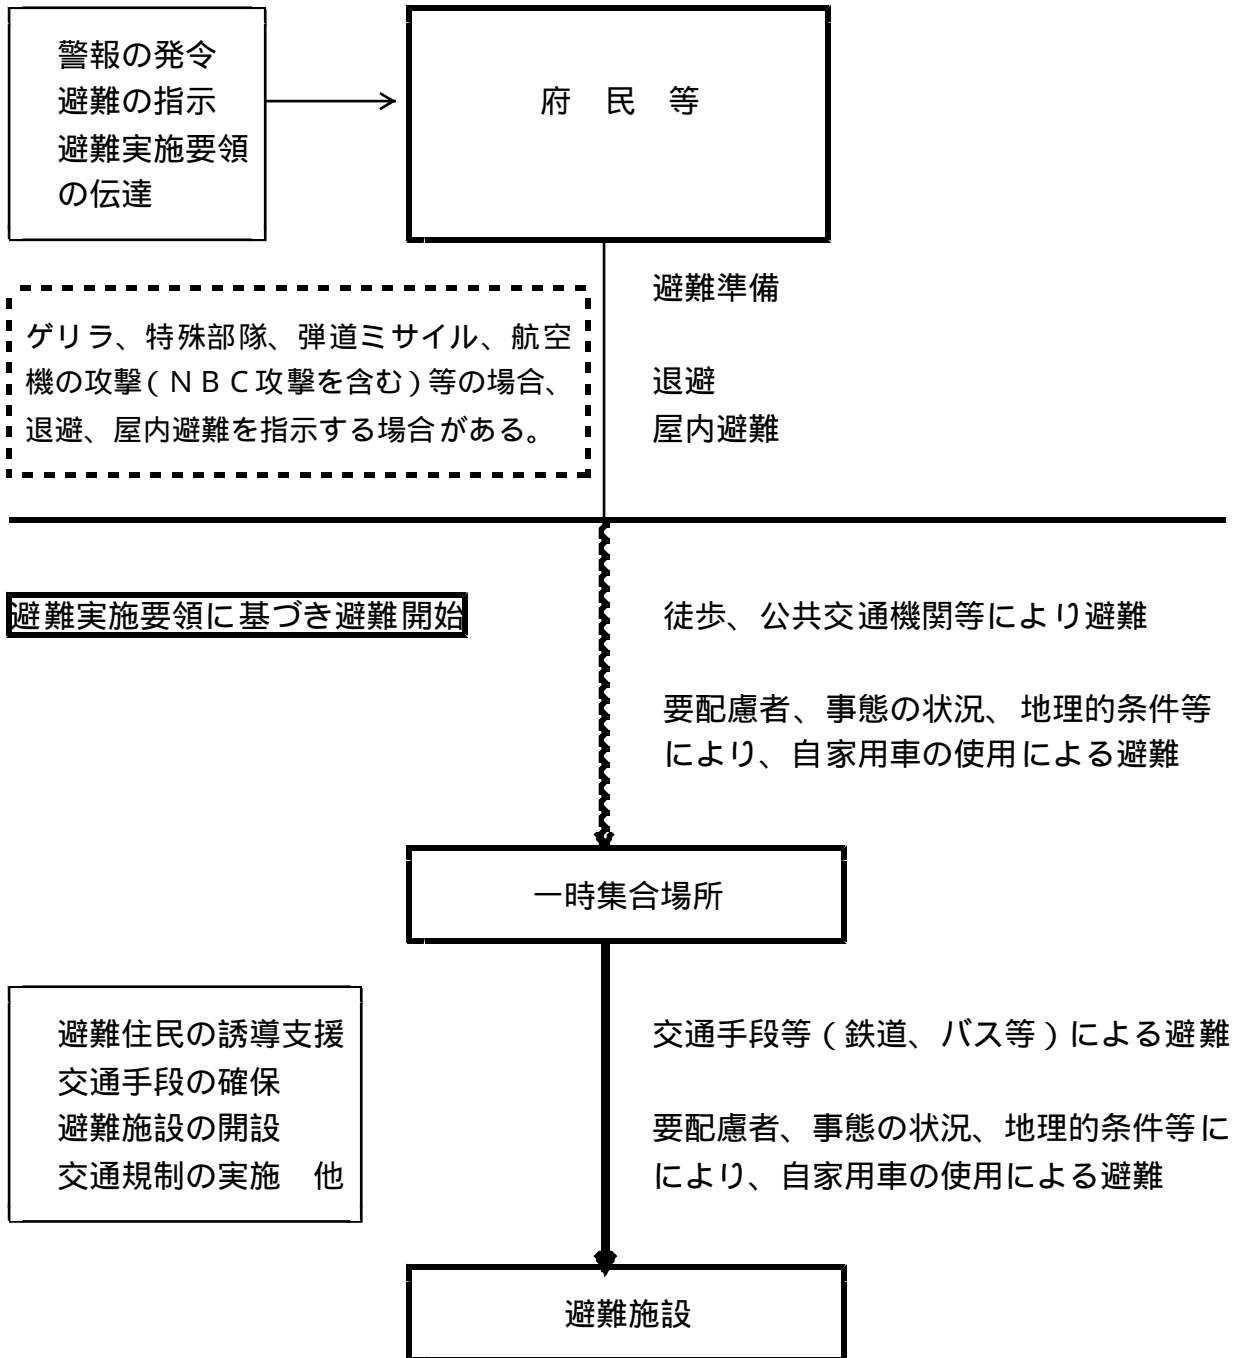 警報の発令
避難の指示
避難実施要領
の伝達
府　民　等
避難準備
ゲリラ、特殊部隊、弾道ミサイル、航空
機の攻撃（ＮＢＣ攻撃を含む）等の場合、
退避、屋内避難を指示する場合がある。
退避
屋内避難
避難実施要領に基づき避難開始
徒歩、公共交通機関等により避難
要配慮者、事態の状況、地理的条件等
により、自家用車の使用による避難
一時集合場所
避難住民の誘導支援
交通手段の確保
避難施設の開設
交通規制の実施　他
交通手段等（鉄道、バス等）による避難
要配慮者、事態の状況、地理的条件等に
により、自家用車の使用による避難
避難施設